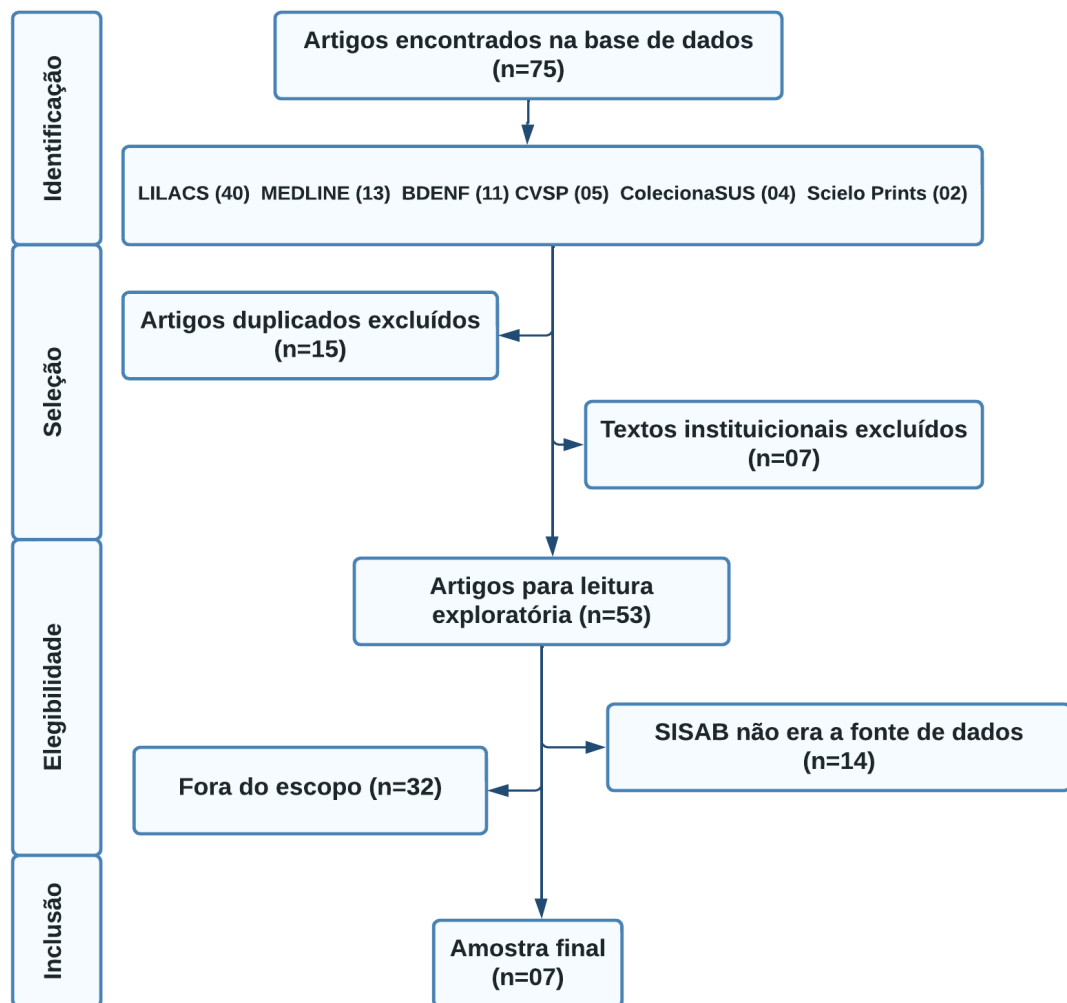 Identificação
Artigos encontrados na base de dados
(n=75)
LILACS (40)  MEDLINE (13)  BDENF (11) CVSP (05)  ColecionaSUS (04)  Scielo Prints (02)
Seleção
Artigos duplicados excluídos
(n=15)
Textos instituicionais excluídos
(n=07)
Elegibilidade
Artigos para leitura
exploratória (n=53)
SISAB não era a fonte de dados
(n=14)
Fora do escopo (n=32)
Inclusão
Amostra final
(n=07)